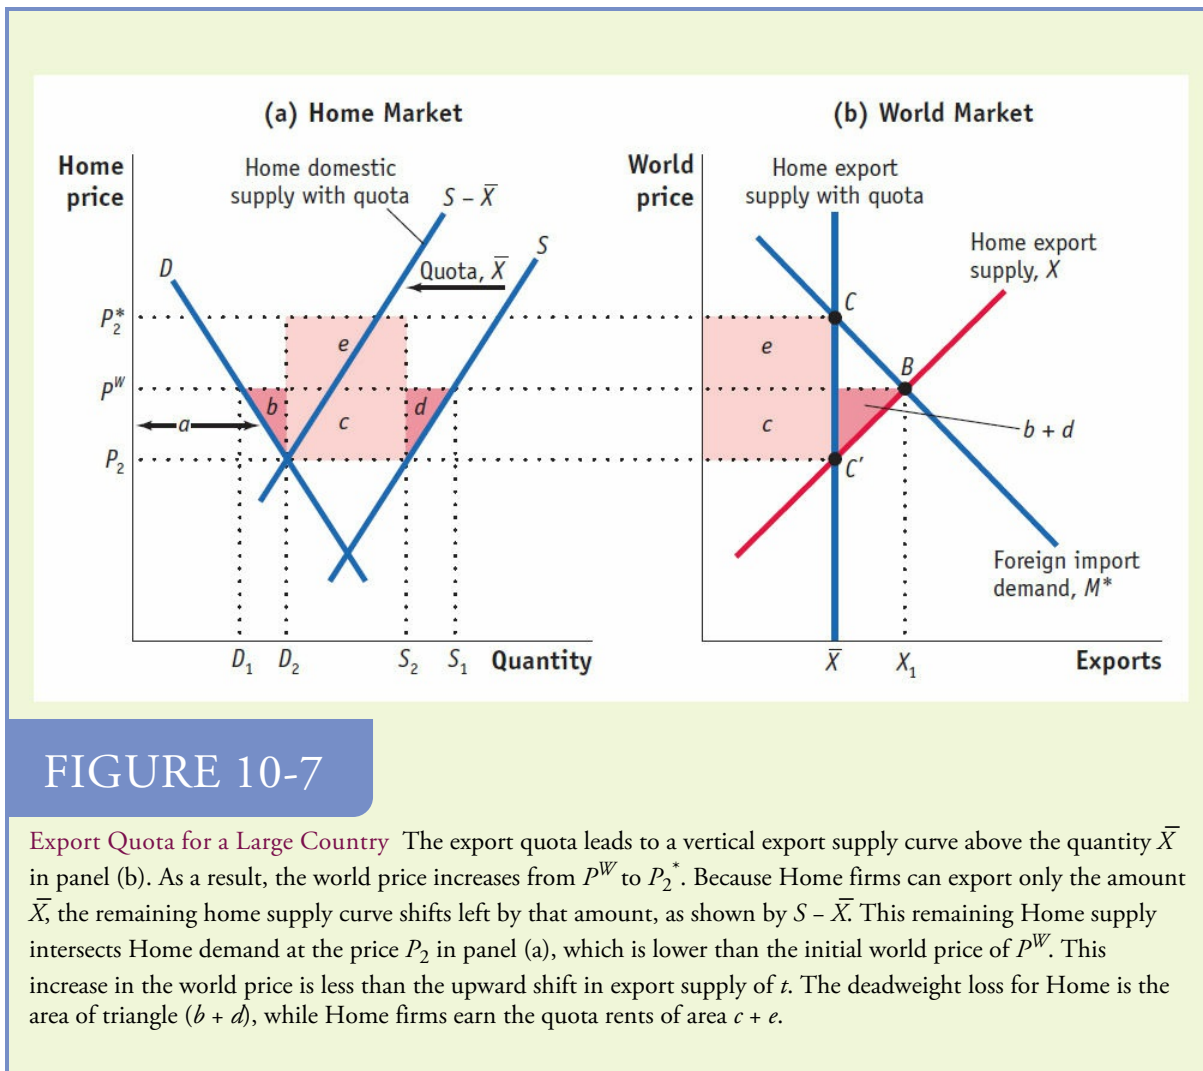 (a) Home Market
Home price
Home domestic
supply with quota
S – X̅
S
D
Quota, X̅
P₂*
Pᵂ
P₂
e
b
c
d
a
D₁ D₂ S₂ S₁ Quantity
(b) World Market
World price
Home export
supply with quota
Home export
supply, X
C
B
e
c
b + d
C′
Foreign import
demand, M*
X̅ X₁ Exports
FIGURE 10-7
Export Quota for a Large Country The export quota leads to a vertical export supply curve above the quantity X̅
in panel (b). As a result, the world price increases from Pᵂ to P₂*. Because Home firms can export only the amount
X̅, the remaining home supply curve shifts left by that amount, as shown by S – X̅. This remaining Home supply
intersects Home demand at the price P₂ in panel (a), which is lower than the initial world price of Pᵂ. This
increase in the world price is less than the upward shift in export supply of t. The deadweight loss for Home is the
area of triangle (b + d), while Home firms earn the quota rents of area c + e.